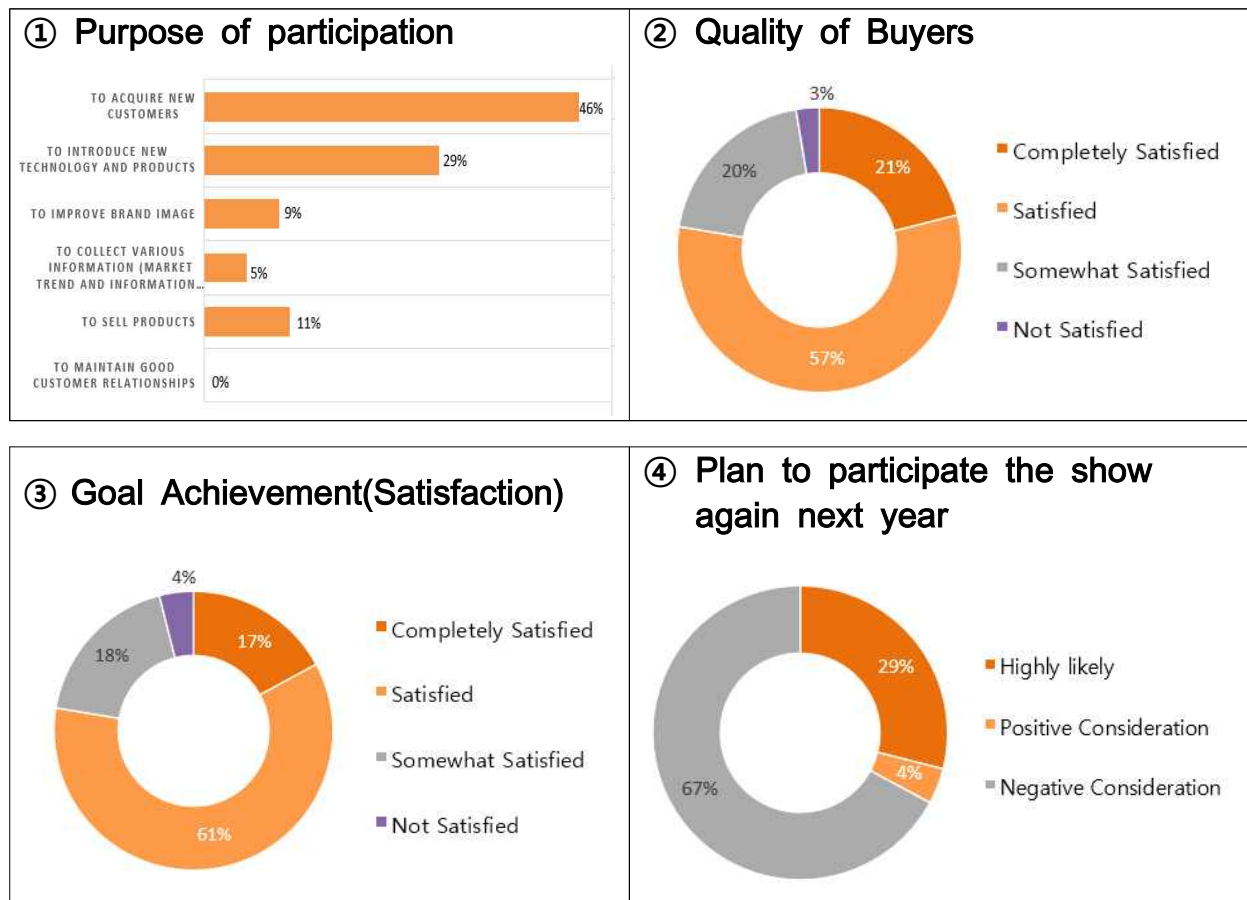 ① Purpose of participation
TO ACQUIRE NEW
CUSTOMERS
46%
TO INTRODUCE NEW
TECHNOLOGY AND PRODUCTS
29%
TO IMPROVE BRAND IMAGE
9%
TO COLLECT VARIOUS
INFORMATION (MARKET
TREND AND INFORMATION...
5%
TO SELL PRODUCTS
11%
TO MAINTAIN GOOD
CUSTOMER RELATIONSHIPS
0%
② Quality of Buyers
3%
21%
20%
57%
Completely Satisfied
Satisfied
Somewhat Satisfied
Not Satisfied
③ Goal Achievement(Satisfaction)
4%
17%
18%
61%
Completely Satisfied
Satisfied
Somewhat Satisfied
Not Satisfied
④ Plan to participate the show
again next year
29%
4%
67%
Highly likely
Positive Consideration
Negative Consideration